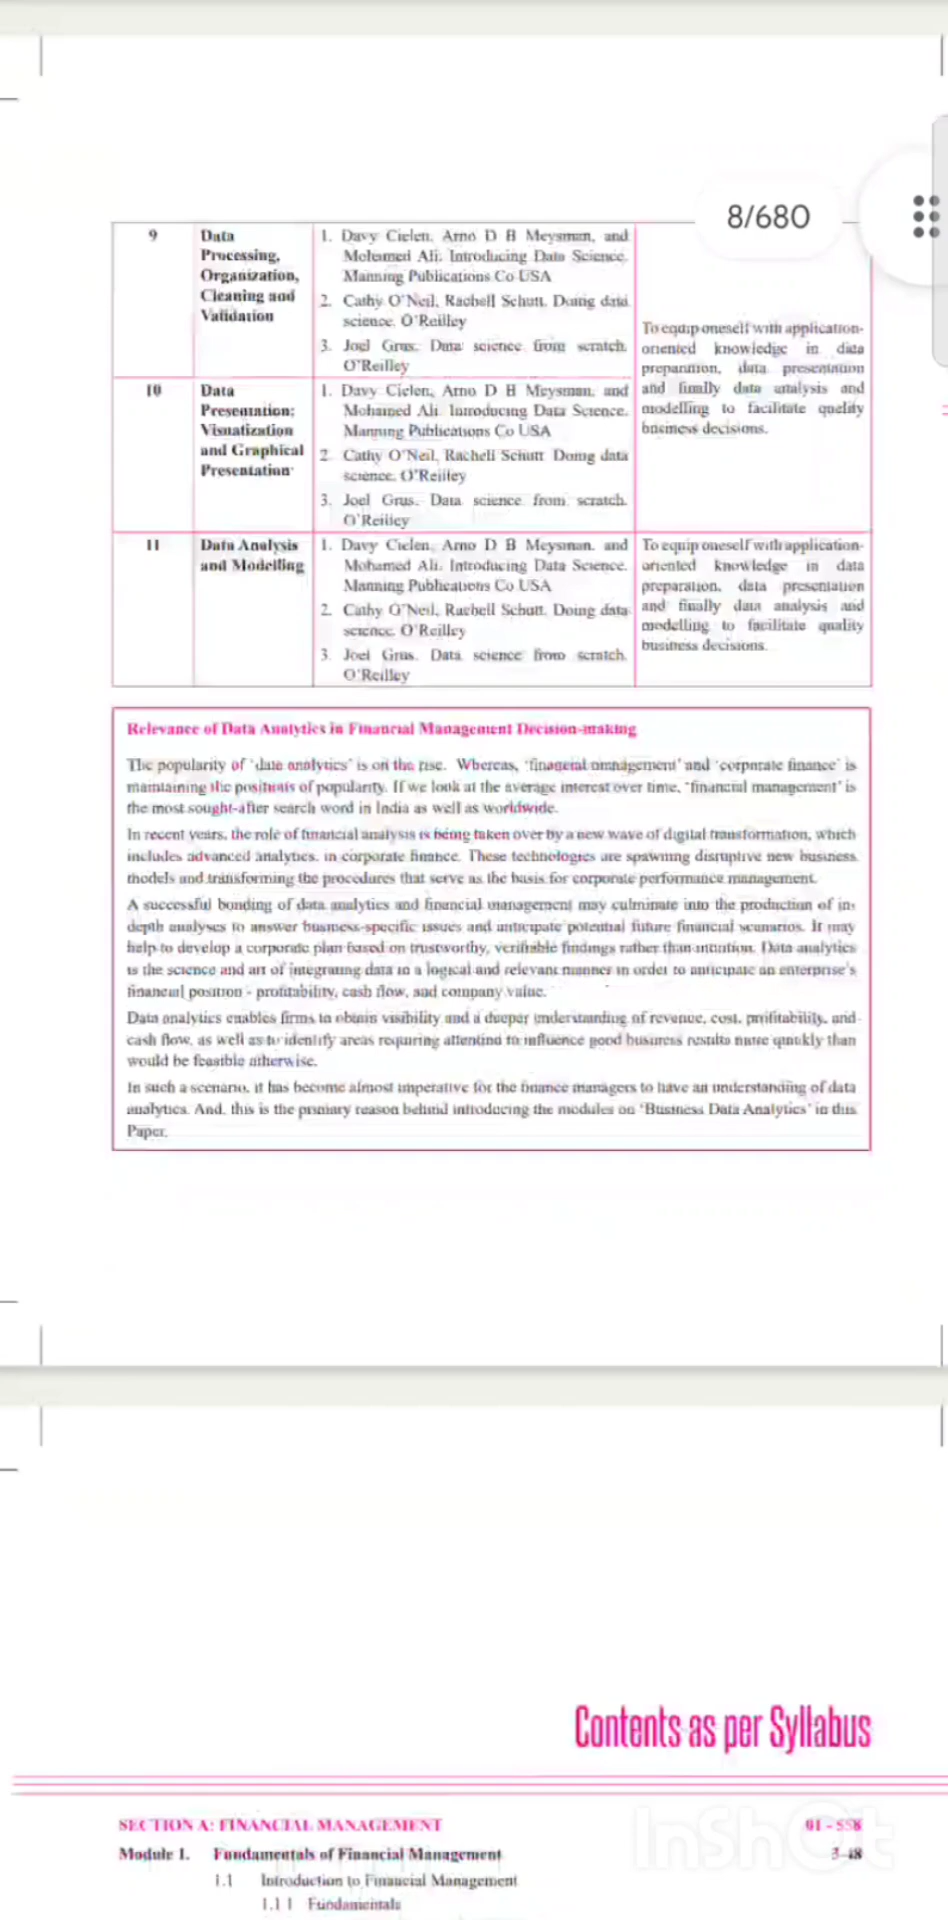 8/680
9 Data
Processing,
Organization,
Cleaning and
Validation
1. Davy Cielen, Arno D B Meysman, and
Mohamed Ali. Introducing Data Science.
Manning Publications Co USA
2. Cathy O'Neil, Rachell Schutt. Doing data
science. O'Reilley
3. Joel Grus. Data science from scratch.
O'Reilley
To equip oneself with application-
oriented knowledge in data
preparation, data presentation
and finally data analysis and
modelling to facilitate quality
business decisions.
10 Data
Presentation:
Visualization
and Graphical
Presentation
1. Davy Cielen, Arno D B Meysman, and
Mohamed Ali. Introducing Data Science.
Manning Publications Co USA
2. Cathy O'Neil, Rachell Schutt. Doing data
science. O'Reilley
3. Joel Grus. Data science from scratch.
O'Reilley
11 Data Analysis
and Modelling
1. Davy Cielen, Arno D B Meysman, and
Mohamed Ali. Introducing Data Science.
Manning Publications Co USA
2. Cathy O'Neil, Rachell Schutt. Doing data
science. O'Reilley
3. Joel Grus. Data science from scratch.
O'Reilley
To equip oneself with application-
oriented knowledge in data
preparation, data presentation
and finally data analysis and
modelling to facilitate quality
business decisions.
Relevance of Data Analytics in Financial Management Decision-making
The popularity of 'data analytics' is on the rise. Whereas, 'financial management' and 'corporate finance' is
maintaining the positions of popularity. If we look at the average interest over time, 'financial management' is
the most sought-after search word in India as well as worldwide.
In recent years, the role of financial analysis is being taken over by a new wave of digital transformation, which
includes advanced analytics, in corporate finance. These technologies are spawning disruptive new business
models and transforming the procedures that serve as the basis for corporate performance management.
A successful bonding of data analytics and financial management may culminate into the production of in-
depth analyses to answer business-specific issues and anticipate potential future financial scenarios. It may
help to develop a corporate plan based on trustworthy, verifiable findings rather than intuition. Data analytics
is the science and art of integrating data in a logical and relevant manner in order to anticipate an enterprise's
financial position - profitability, cash flow, and company value.
Data analytics enables firms to obtain visibility and a deeper understanding of revenue, cost, profitability, and
cash flow, as well as to identify areas requiring attention to influence good business results more quickly than
would be feasible otherwise.
In such a scenario, it has become almost imperative for the finance managers to have an understanding of data
analytics. And, this is the primary reason behind introducing the modules on 'Business Data Analytics' in this
Paper.
Contents as per Syllabus
SECTION A: FINANCIAL MANAGEMENT 01 - 558
Module 1. Fundamentals of Financial Management
1.1 Introduction to Financial Management
1.1.1 Fundamentals
InShOt